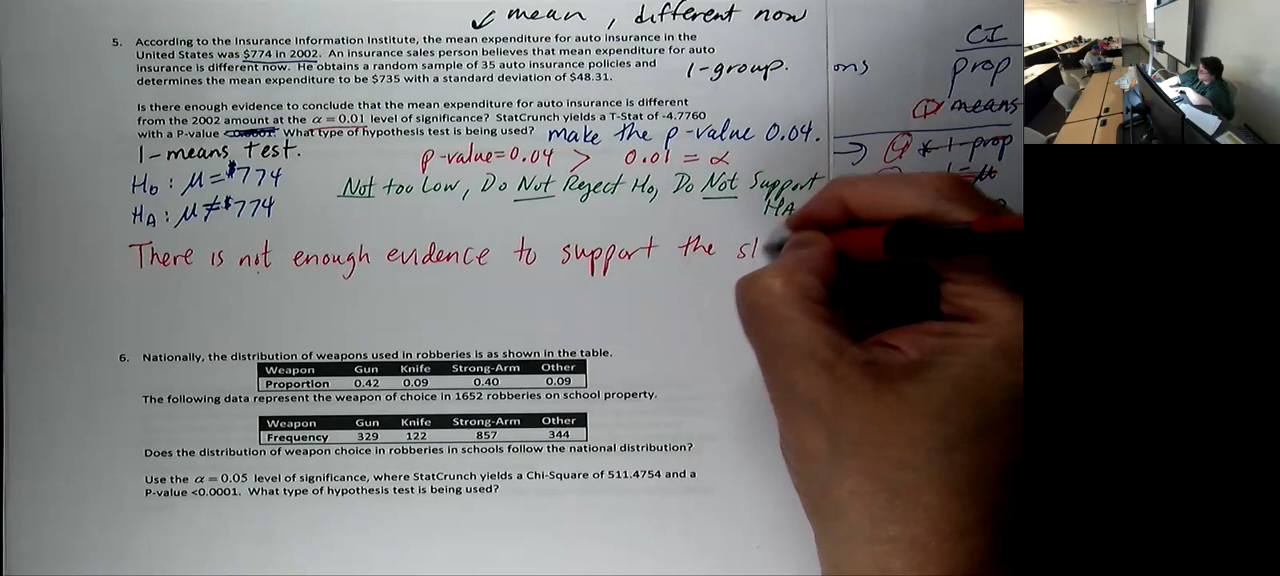 ↙ mean, different now
5. According to the Insurance Information Institute, the mean expenditure for auto insurance in the
United States was $774 in 2002. An insurance sales person believes that mean expenditure for auto
insurance is different now. He obtains a random sample of 35 auto insurance policies and
determines the mean expenditure to be $735 with a standard deviation of $48.31.
1-group.
Is there enough evidence to conclude that the mean expenditure for auto insurance is different
from the 2002 amount at the α = 0.01 level of significance? StatCrunch yields a T-Stat of -4.7760
with a P-value What type of hypothesis test is being used? make the p-value 0.04.
1-means test.
p-value=0.04 > 0.01 = α
H₀: μ=$774
Not too Low, Do Not Reject H₀, Do Not Support
HA
HA: μ≠$774
There is not enough evidence to support the
6. Nationally, the distribution of weapons used in robberies is as shown in the table.
Weapon Gun Knife Strong-Arm Other
Proportion 0.42 0.09 0.40 0.09
The following data represent the weapon of choice in 1652 robberies on school property.
Weapon Gun Knife Strong-Arm Other
Frequency 329 122 857 344
Does the distribution of weapon choice in robberies in schools follow the national distribution?
Use the α = 0.05 level of significance, where StatCrunch yields a Chi-Square of 511.4754 and a
P-value <0.0001. What type of hypothesis test is being used?
CI
ons prop
① means
→ * 1-prop